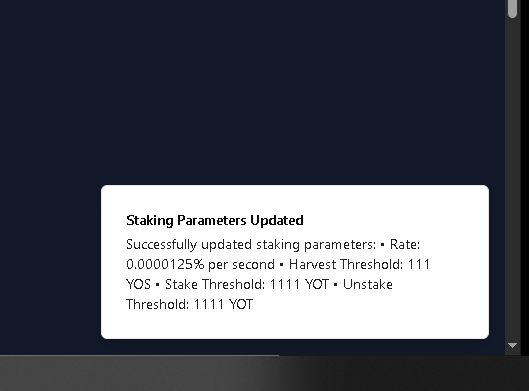 Staking Parameters Updated
Successfully updated staking parameters: • Rate:
0.0000125% per second • Harvest Threshold: 111
YOS • Stake Threshold: 1111 YOT • Unstake
Threshold: 1111 YOT